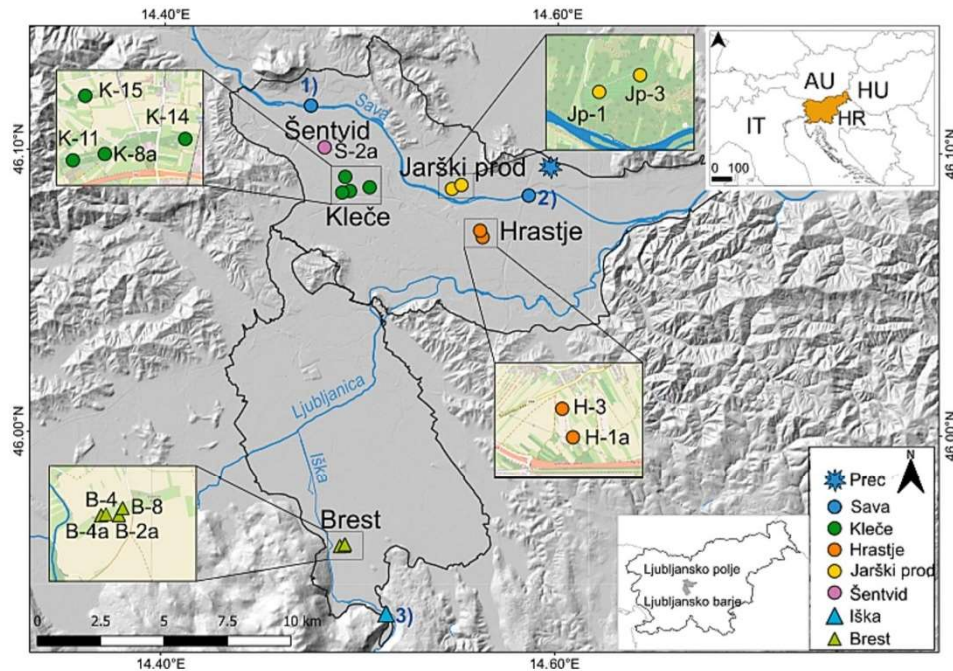 14.40°E
14.60°E
K-15
K-14
K-11
K-8a
1)
Sava
Šentvid
Š-2a
Kleče
Jp-3
Jp-1
Jarški prod
2)
Hrastje
AU
HU
HR
IT
0 100
46.10°N
46.10°N
Ljubljanica
Iška
H-3
H-1a
46.00°N
46.00°N
B-4
B-8
B-4a
B-2a
Brest
3)
Ljubljansko polje
Ljubljansko barje
N
Prec
Sava
Kleče
Hrastje
Jarški prod
Šentvid
Iška
Brest
0.0 2.5 5.0 7.5 10 km
14.40°E
14.60°E